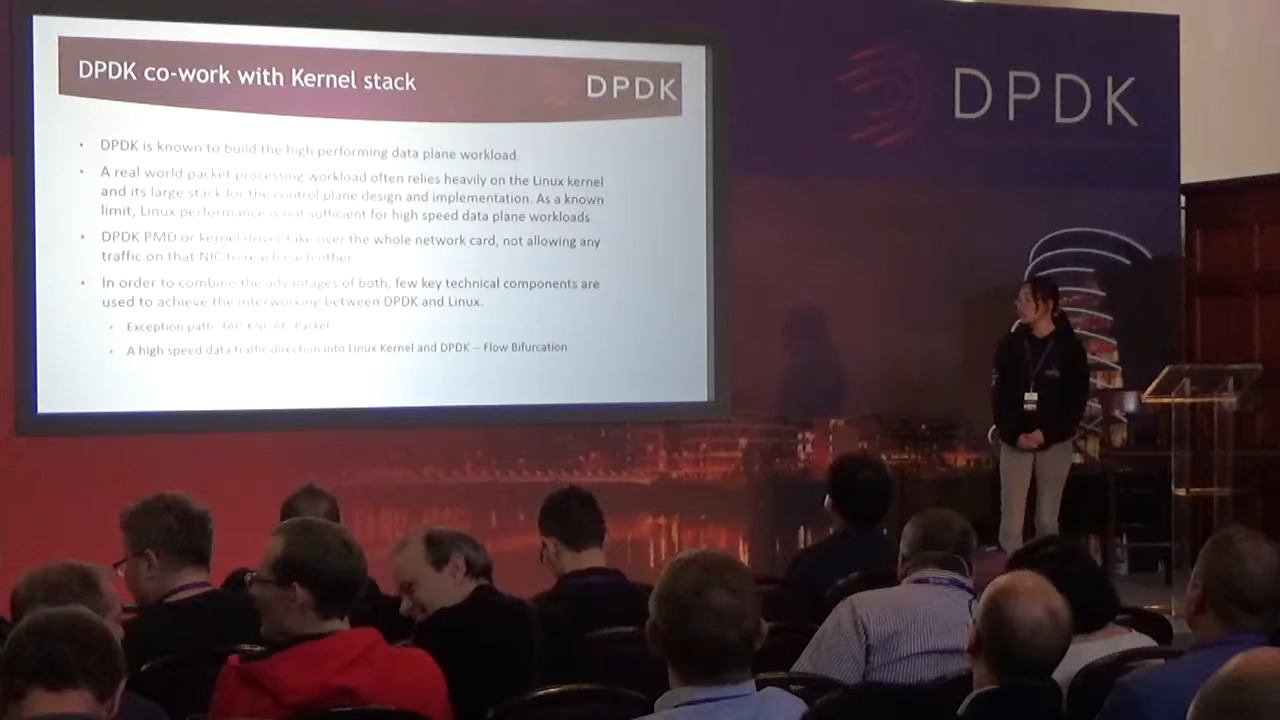 DPDK co-work with Kernel stack
DPDK
DPDK
• DPDK is known to build the high performing data plane workload.
• A real world packet processing workload often relies heavily on the Linux kernel
and its large stack for the control plane design and implementation. As a known
limit, Linux performance is not sufficient for high speed data plane workloads
• DPDK PMD or kernel driver take over the whole network card, not allowing any
traffic on that NIC to reach each other
• In order to combine the advantages of both, few key technical components are
used to achieve the interworking between DPDK and Linux.
• Exception path: TAP, KNI, AF_Packet
• A high speed data traffic direction into Linux Kernel and DPDK – Flow Bifurcation